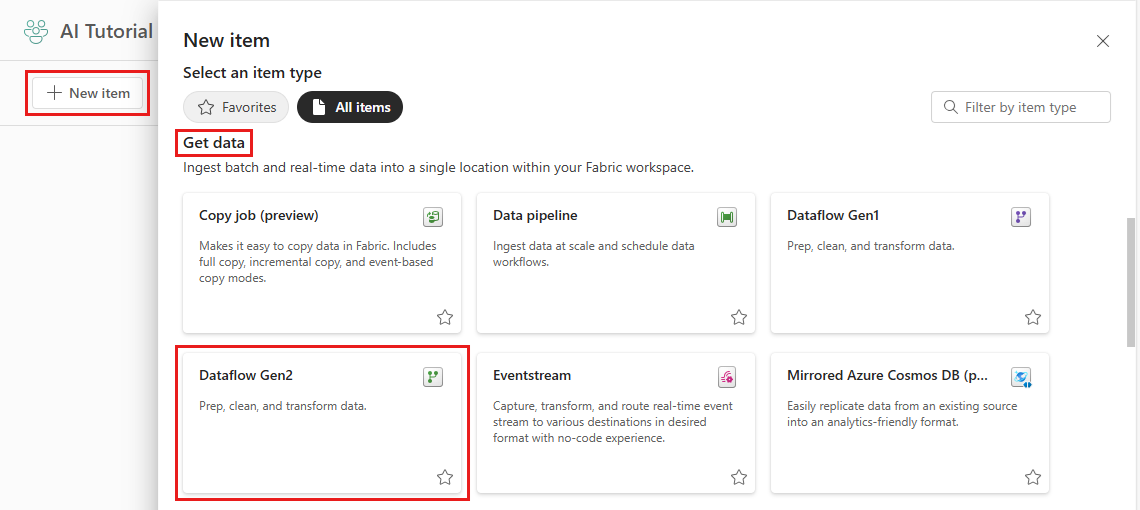 AI Tutorial
New item
New item
Select an item type
Favorites
All items
Filter by item type
Get data
Ingest batch and real-time data into a single location within your Fabric workspace.
Copy job (preview)
Makes it easy to copy data in Fabric. Includes
full copy, incremental copy, and event-based
copy modes.
Data pipeline
Ingest data at scale and schedule data
workflows.
Dataflow Gen1
Prep, clean, and transform data.
Dataflow Gen2
Prep, clean, and transform data.
Eventstream
Capture, transform, and route real-time event
stream to various destinations in desired
format with no-code experience.
Mirrored Azure Cosmos DB (p...
Easily replicate data from an existing source
into an analytics-friendly format.